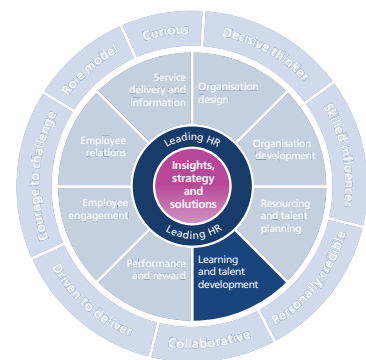 Curious
Decisive thinker
Skilled influencer
Personally credible
Collaborative
Driven to deliver
Courage to challenge
Role model
Service
delivery and
information
Organisation
design
Organisation
development
Resourcing
and talent
planning
Learning
and talent
development
Performance
and reward
Employee
engagement
Employee
relations
Leading HR
Insights,
strategy
and
solutions
Leading HR